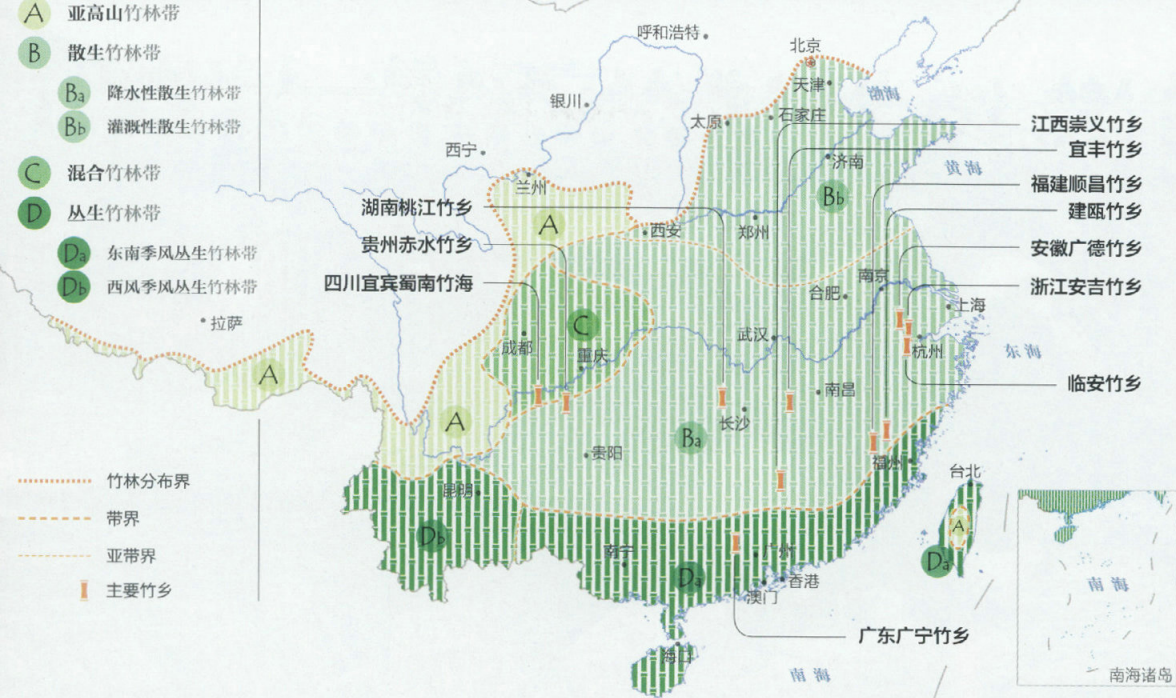 A 亚高山竹林带
B 散生竹林带
Ba 降水性散生竹林带
Bb 灌溉性散生竹林带
C 混合竹林带
D 丛生竹林带
Da 东南季风丛生竹林带
Db 西风季风丛生竹林带
呼和浩特
北京
天津
渤海
银川
太原
石家庄
江西崇义竹乡
西宁
济南
宜丰竹乡
黄海
兰州
福建顺昌竹乡
Bb
湖南桃江竹乡
建瓯竹乡
A
西安
郑州
贵州赤水竹乡
安徽广德竹乡
四川宜宾蜀南竹海
南京
合肥
浙江安吉竹乡
上海
拉萨
C
成都
重庆
武汉
杭州
东海
A
临安竹乡
南昌
A
长沙
Ba
贵阳
福州
台北
昆明
A
Db
南宁
广州
Da
Da
香港
澳门
南海
海口
广东广宁竹乡
南海
南海诸岛
竹林分布界
带界
亚带界
主要竹乡